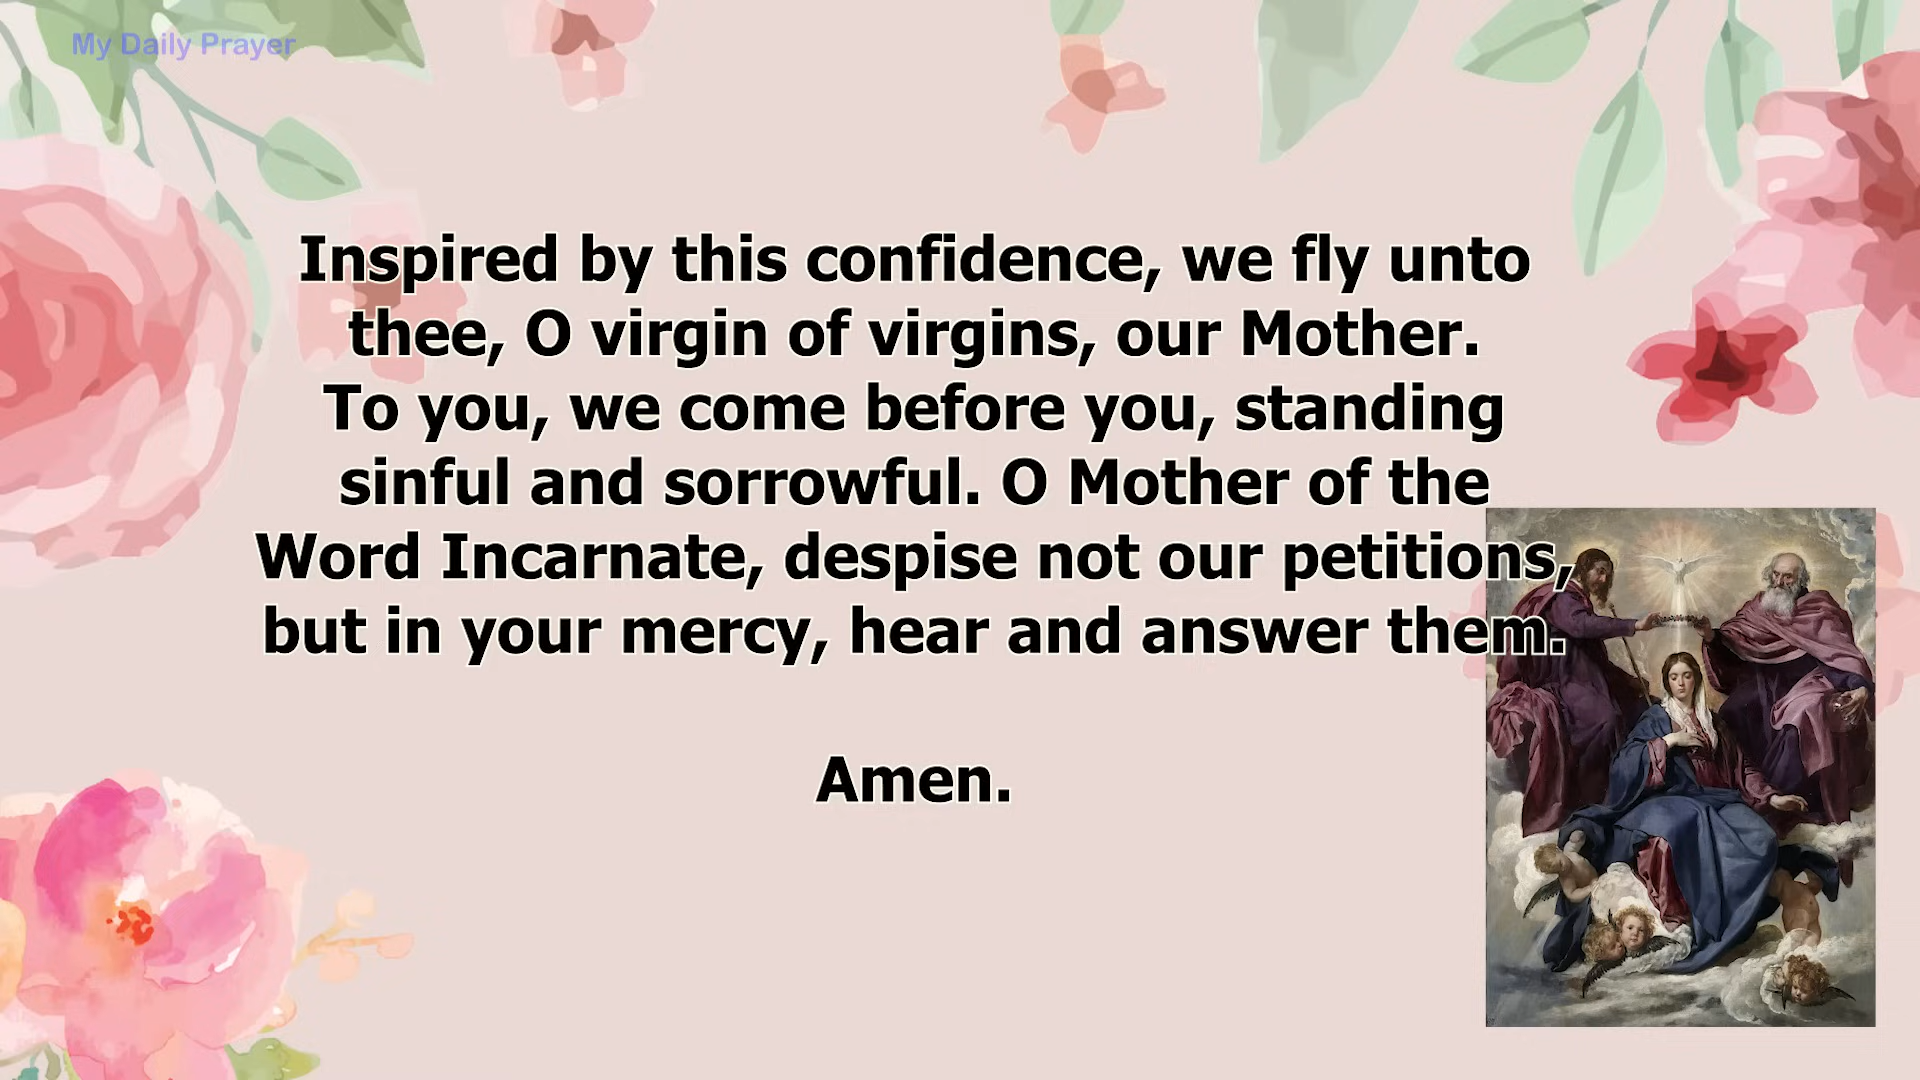 My Daily Prayer
Inspired by this confidence, we fly unto
thee, O virgin of virgins, our Mother.
To you, we come before you, standing
sinful and sorrowful. O Mother of the
Word Incarnate, despise not our petitions,
but in your mercy, hear and answer them.
Amen.